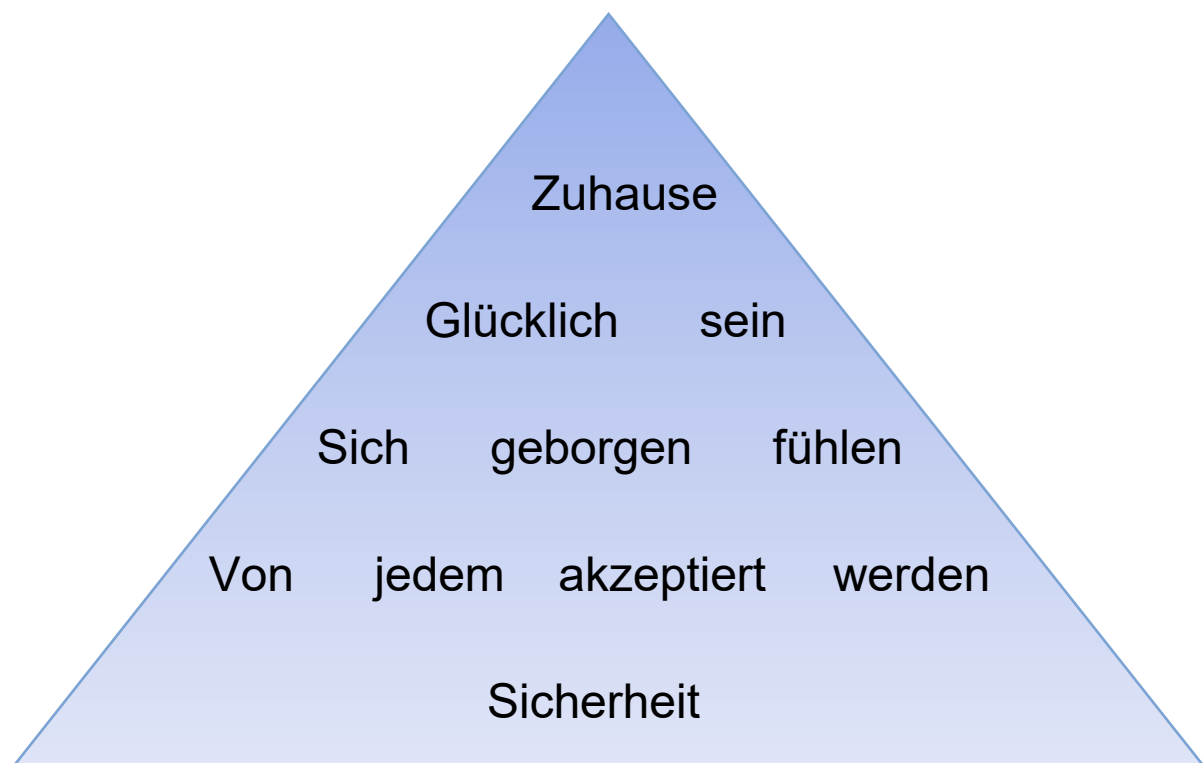 Zuhause
Glücklich sein
Sich geborgen fühlen
Von jedem akzeptiert werden
Sicherheit